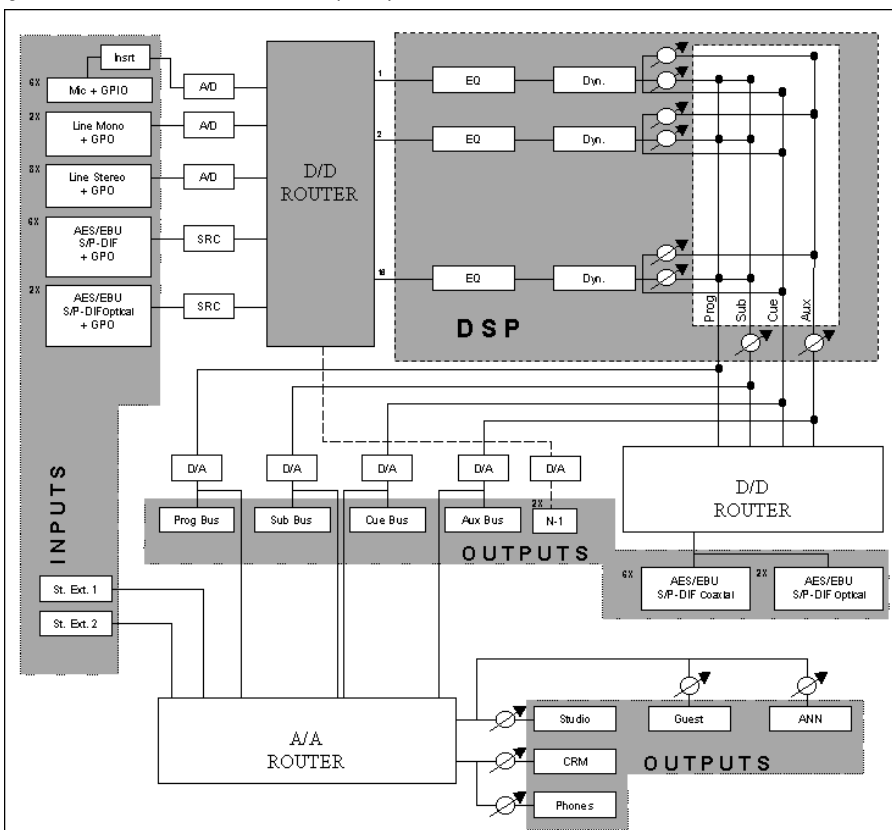 Insrt
6X
Mic + GPIO
A/D
2X
Line Mono
+ GPO
A/D
8X
Line Stereo
+ GPO
A/D
6X
AES/EBU
S/P-DIF
+ GPO
SRC
2X
AES/EBU
S/P-DIFOptical
+ GPO
SRC
D/D
ROUTER
1
EQ
Dyn.
2
EQ
Dyn.
16
EQ
Dyn.
Prog
Sub
Cue
Aux
DSP
INPUTS
D/A
D/A
D/A
D/A
D/A
Prog Bus
Sub Bus
Cue Bus
Aux Bus
2X
N-1
OUTPUTS
D/D
ROUTER
6X
AES/EBU
S/P-DIF Coaxial
2X
AES/EBU
S/P-DIF Optical
St. Ext. 1
St. Ext. 2
A/A
ROUTER
Studio
Guest
ANN
CRM
OUTPUTS
Phones